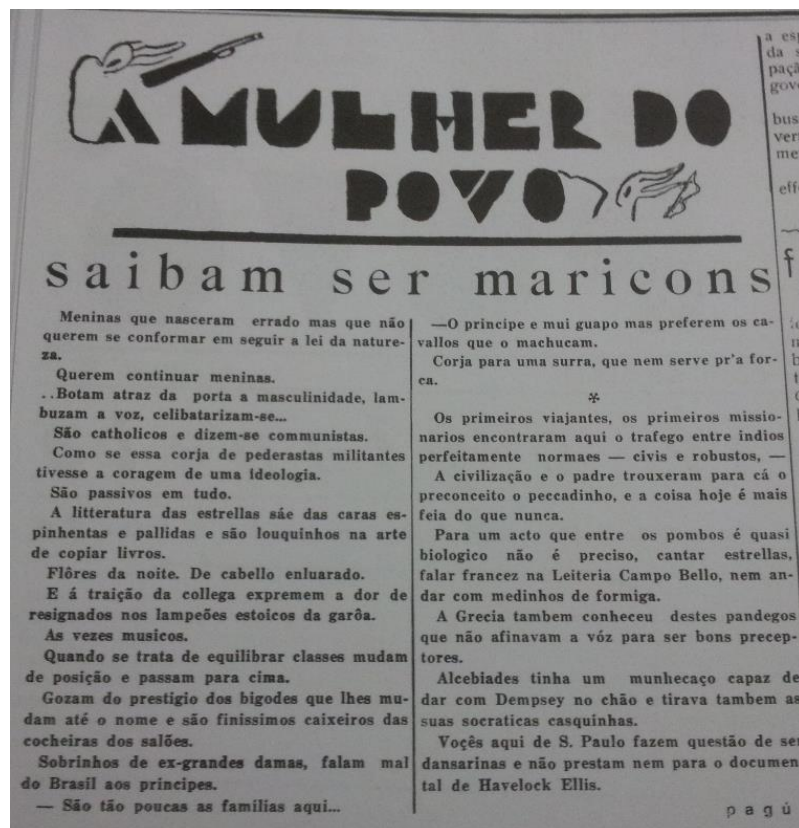 A MULHER DO
POVO
saibam ser maricons
Meninas que nasceram errado mas que não
querem se conformar em seguir a lei da nature-
za.
Querem continuar meninas.
..Botam atraz da porta a masculinidade, lam-
buzam a voz, celibatarizam-se...
São catholicos e dizem-se communistas.
Como se essa corja de pederastas militantes
tivesse a coragem de uma ideologia.
São passivos em tudo.
A litteratura das estrellas sáe das caras es-
pinhentas e pallidas e são louquinhos na arte
de copiar livros.
Flôres da noite. De cabello enluarado.
E á traição da collega expremem a dor de
resignados nos lampeões estoicos da garôa.
As vezes musicos.
Quando se trata de equilibrar classes mudam
de posição e passam para cima.
Gozam do prestigio dos bigodes que lhes mu-
dam até o nome e são finissimos caixeiros das
cocheiras dos salões.
Sobrinhos de ex-grandes damas, falam mal
do Brasil aos principes.
— São tão poucas as familias aqui...
—O principe e mui guapo mas preferem os ca-
vallos que o machucam.
Corja para uma surra, que nem serve pr'a for-
ca.
*
Os primeiros viajantes, os primeiros missio-
narios encontraram aqui o trafego entre indios
perfeitamente normaes — civis e robustos, —
A civilização e o padre trouxeram para cá o
preconceito o peccadinho, e a coisa hoje é mais
feia do que nunca.
Para um acto que entre os pombos é quasi
biologico não é preciso, cantar estrellas,
falar francez na Leiteria Campo Bello, nem an-
dar com medinhos de formiga.
A Grecia tambem conheceu destes pandegos
que não afinavam a vóz para ser bons precep-
tores.
Alcebiades tinha um munhecaço capaz de
dar com Dempsey no chão e tirava tambem as
suas socraticas casquinhas.
Voçês aqui de S. Paulo fazem questão de ser
dansarinas e não prestam nem para o documen
tal de Havelock Ellis.
pagú
a esp
da s
paçã
gove
bus
ver
me
effe
f